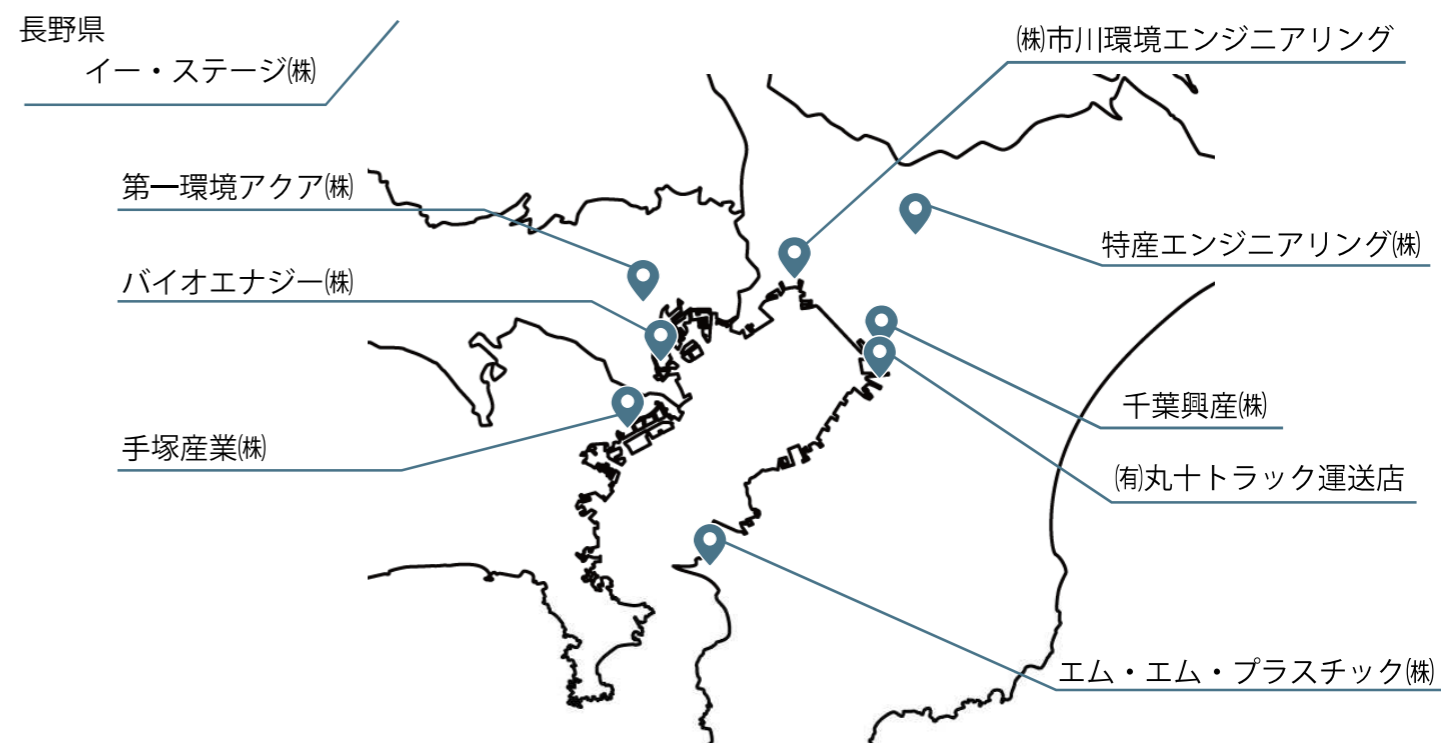 長野県
イー・ステージ㈱
㈱市川環境エンジニアリング
第一環境アクア㈱
特産エンジニアリング㈱
バイオエナジー㈱
千葉興産㈱
手塚産業㈱
㈲丸十トラック運送店
エム・エム・プラスチック㈱